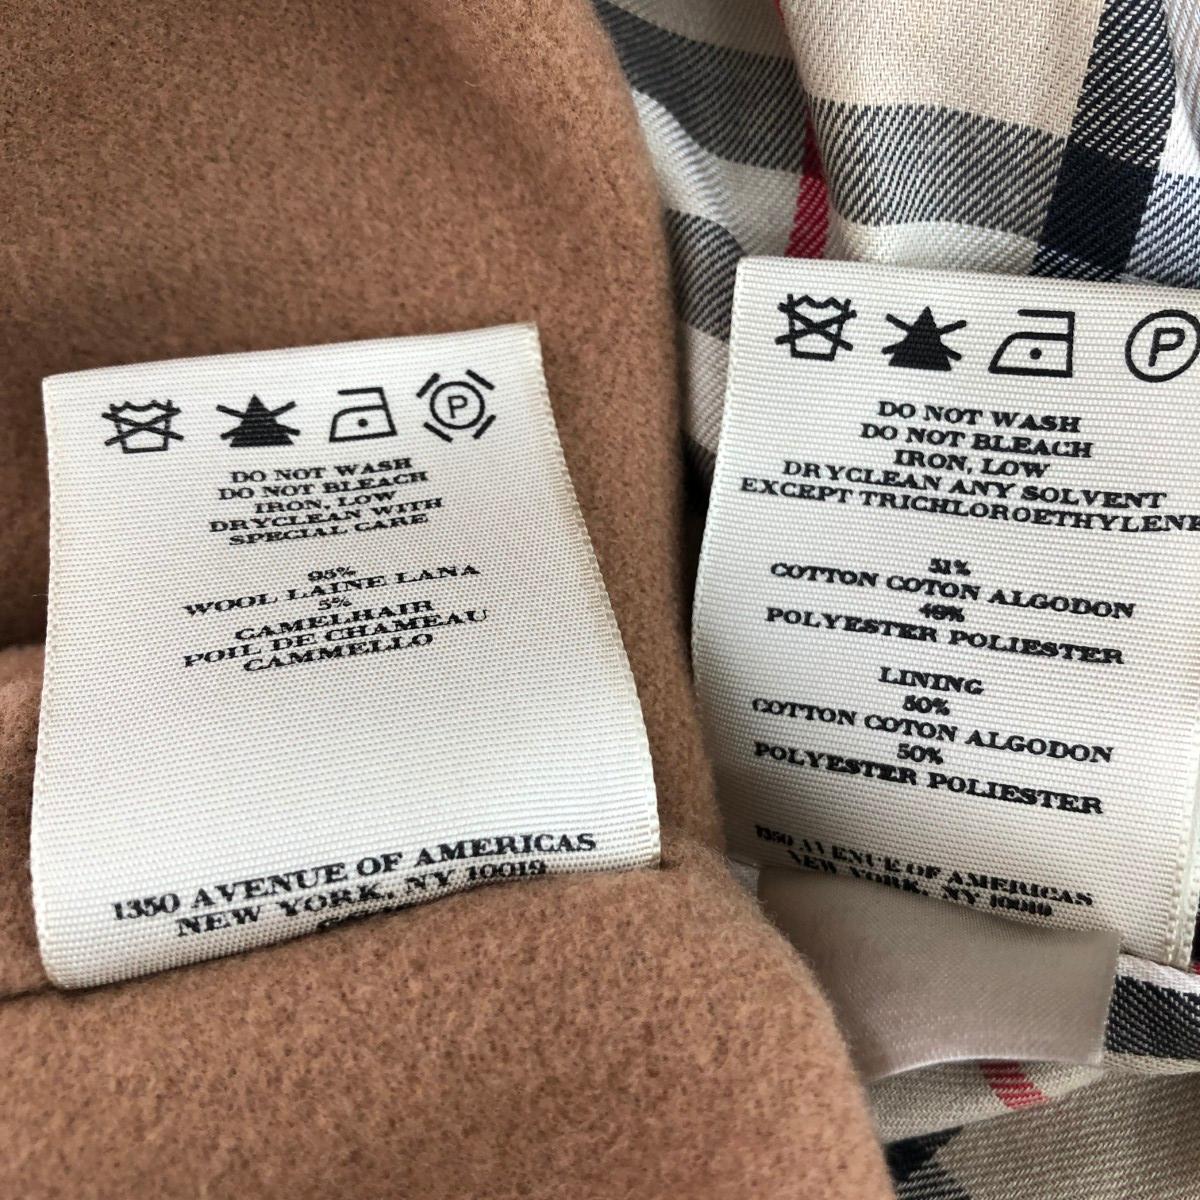 DO NOT WASH
DO NOT BLEACH
IRON, LOW
DRYCLEAN WITH
SPECIAL CARE
95%
WOOL LAINE LANA
5%
CAMELHAIR
POIL DE CHAMEAU
CAMMELLO
1350 AVENUE OF AMERICAS
NEW YORK, NY 10019
P
P
DO NOT WASH
DO NOT BLEACH
IRON, LOW
DRYCLEAN ANY SOLVENT
EXCEPT TRICHLOROETHYLENE
51%
COTTON COTON ALGODON
49%
POLYESTER POLIESTER
LINING
50%
COTTON COTON ALGODON
50%
POLYESTER POLIESTER
1350 AVENUE OF AMERICAS
NEW YORK, NY 10019